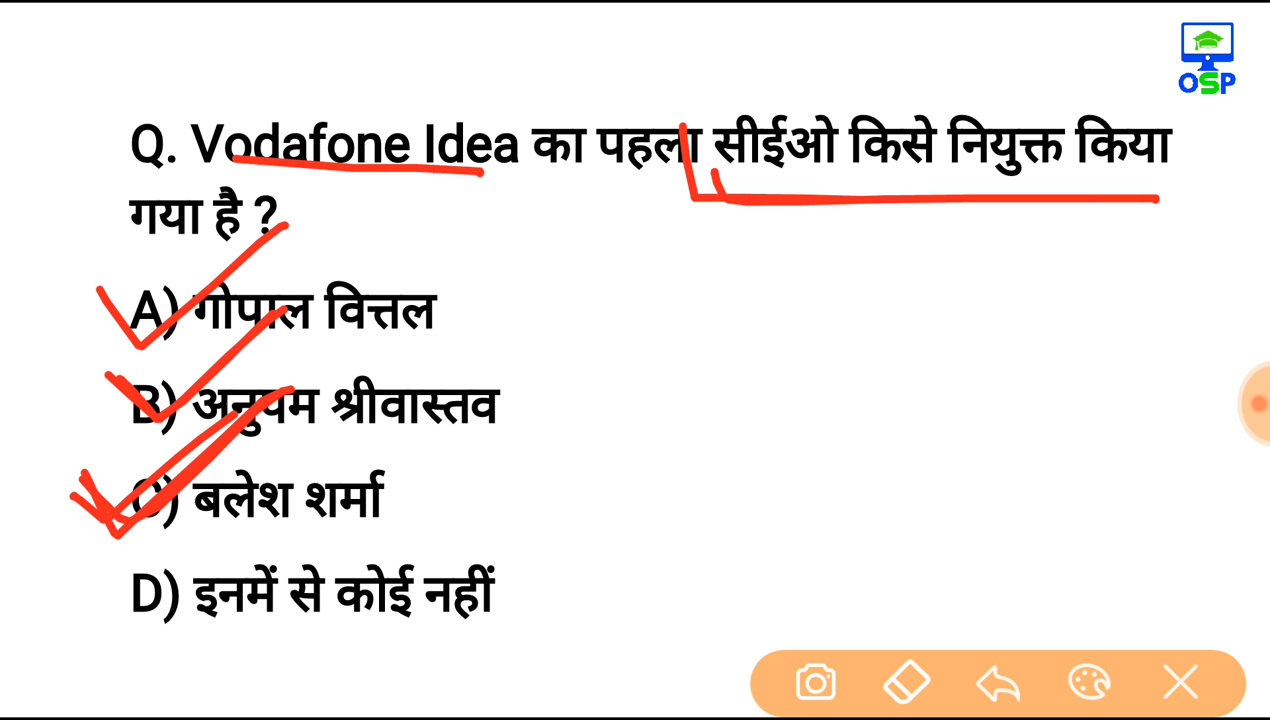 OSP
Q. Vodafone Idea का पहला सीईओ किसे नियुक्त किया
गया है ?
A) गोपाल वित्तल
B) अनुपम श्रीवास्तव
C) बलेश शर्मा
D) इनमें से कोई नहीं